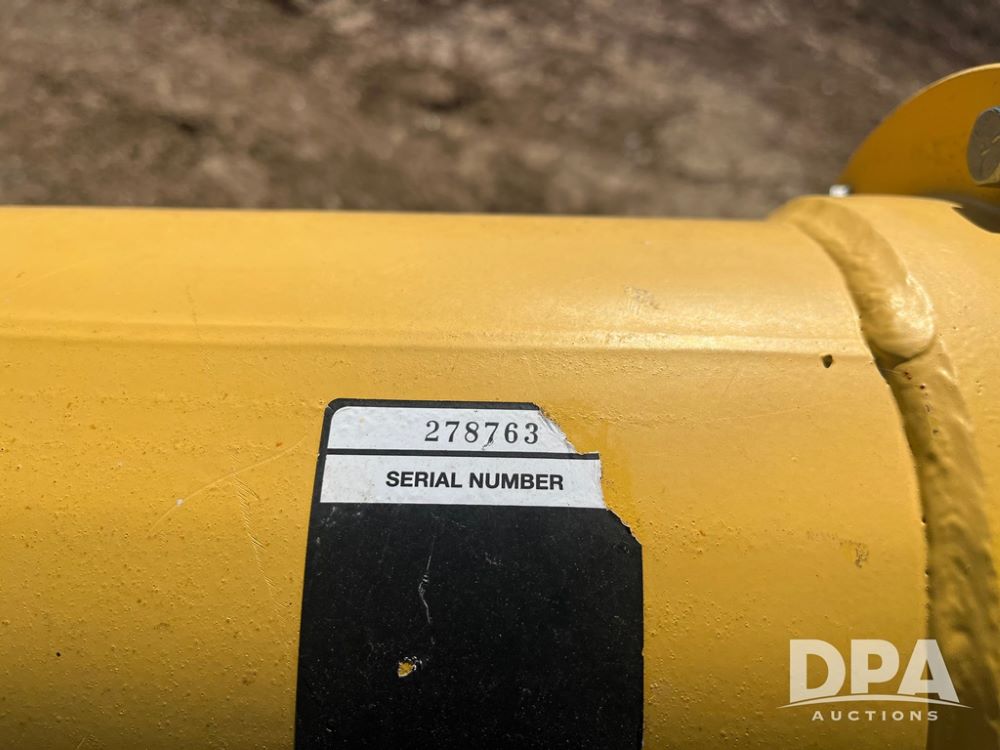 278763
SERIAL NUMBER
DPA
AUCTIONS